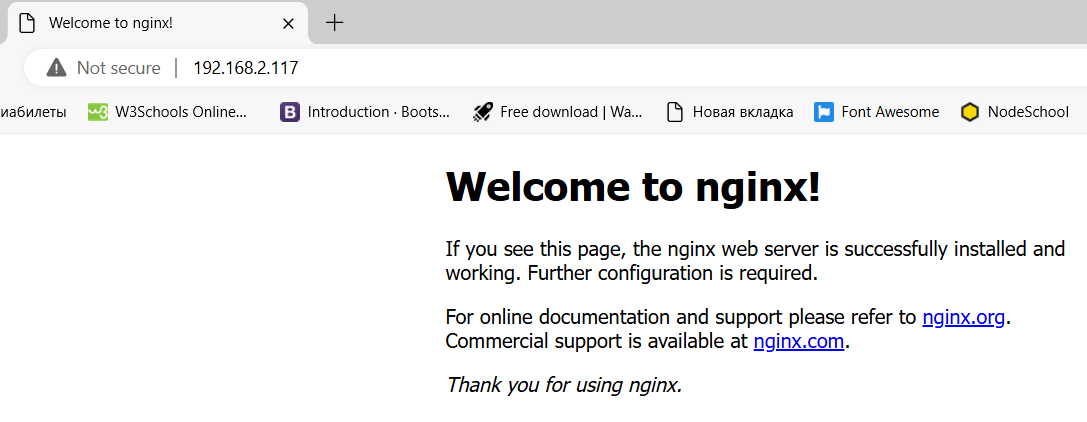 Welcome to nginx!
Not secure 192.168.2.117
иабилеты W3Schools Online... Introduction · Boots... Free download | Wa... Новая вкладка Font Awesome NodeSchool
Welcome to nginx!
If you see this page, the nginx web server is successfully installed and
working. Further configuration is required.
For online documentation and support please refer to nginx.org.
Commercial support is available at nginx.com.
Thank you for using nginx.